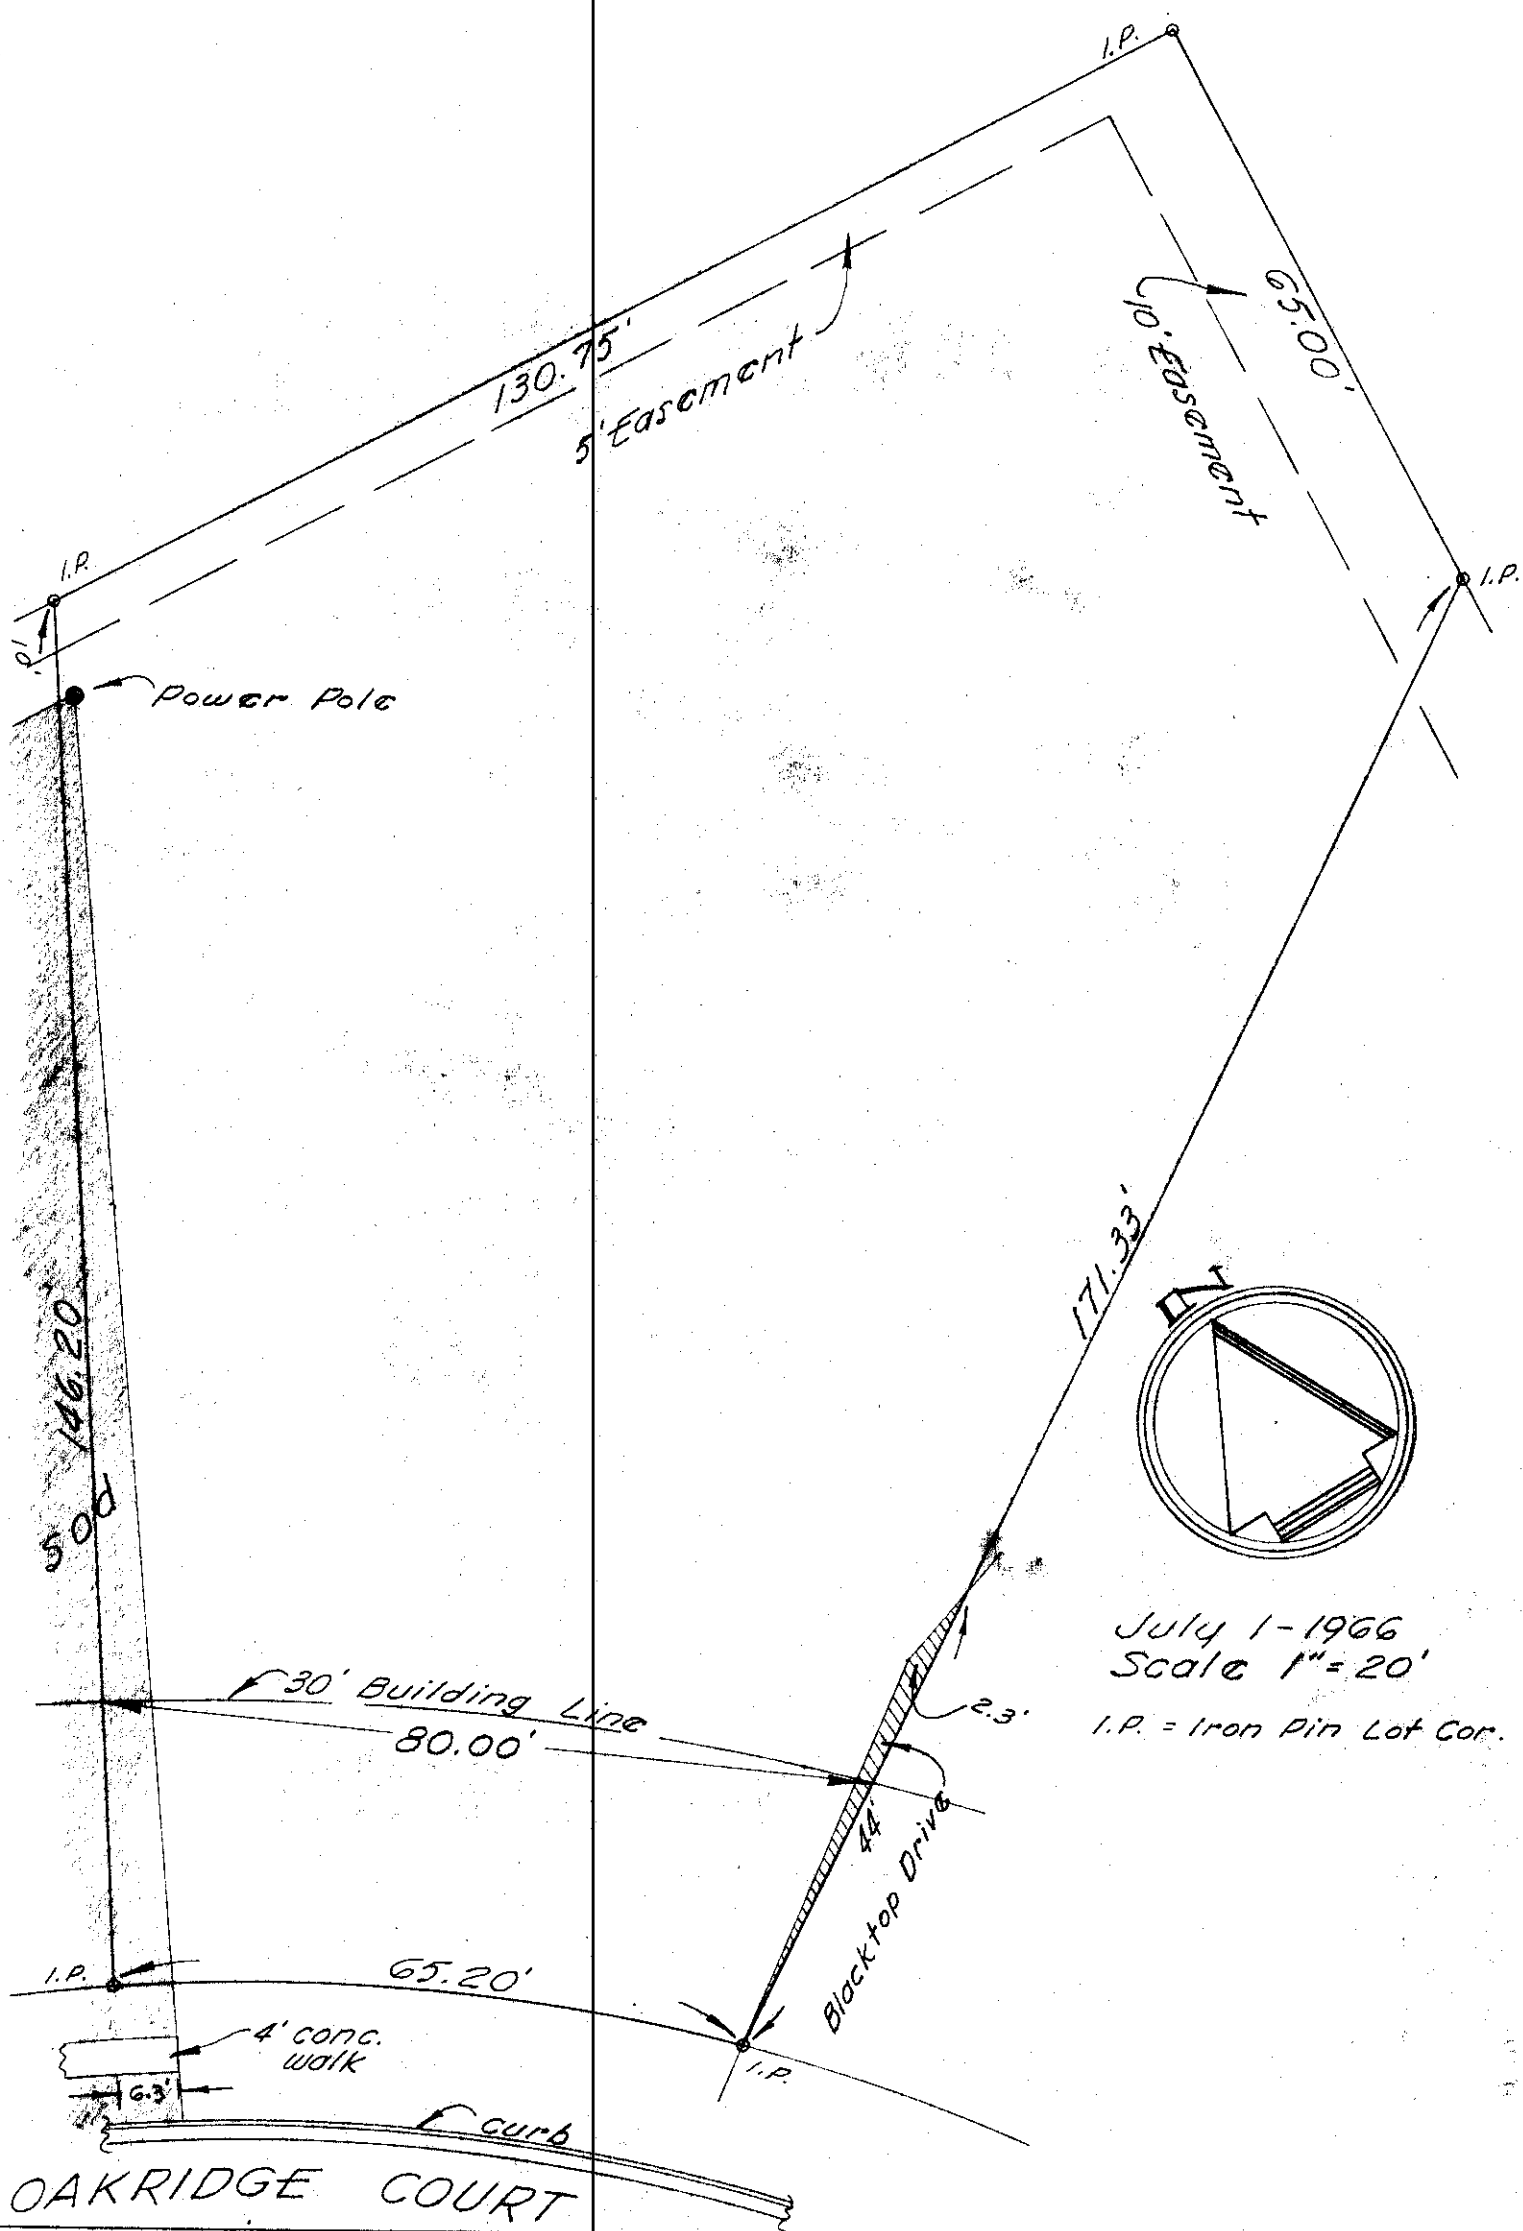 I.P.
130.75'
5' Easement
65.00'
10' Easement
I.P.
I.P.
Power Pole
171.33'
N
146.20'
Sod
July 1-1966
Scale 1"= 20'
I.P. = Iron Pin Lot Cor.
30' Building Line
80.00'
2.3'
44'
Blacktop Drive
I.P.
65.20'
I.P.
4' conc.
walk
6.3'
curb
OAKRIDGE COURT